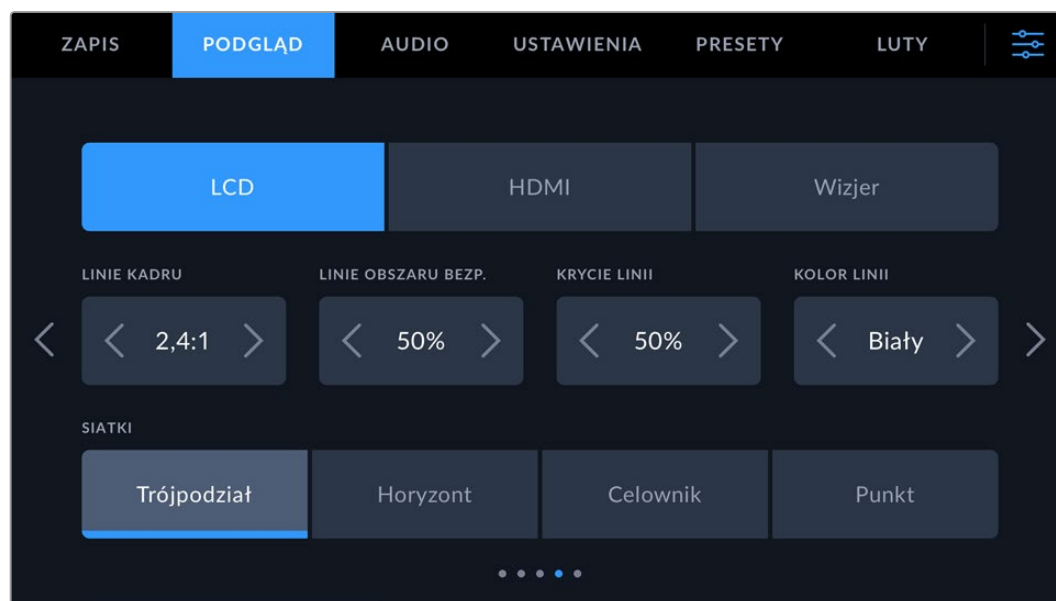 ZAPIS PODGLĄD AUDIO USTAWIENIA PRESETY LUTY
LCD HDMI Wizjer
LINIE KADRU LINIE OBSZARU BEZP. KRYCIE LINII KOLOR LINII
2,4:1 50% 50% Biały
SIATKI
Trójpodział Horyzont Celownik Punkt